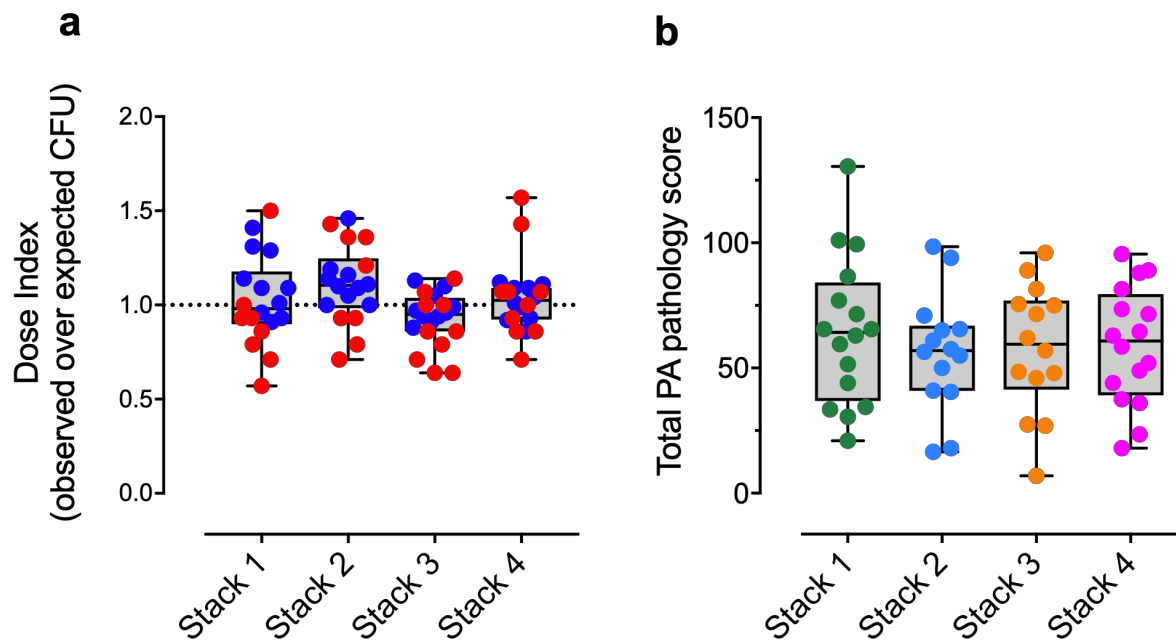 a
Dose Index
(observed over expected CFU)
2.0
1.5
1.0
0.5
0.0
Stack 1
Stack 2
Stack 3
Stack 4
b
Total PA pathology score
150
100
50
0
Stack 1
Stack 2
Stack 3
Stack 4